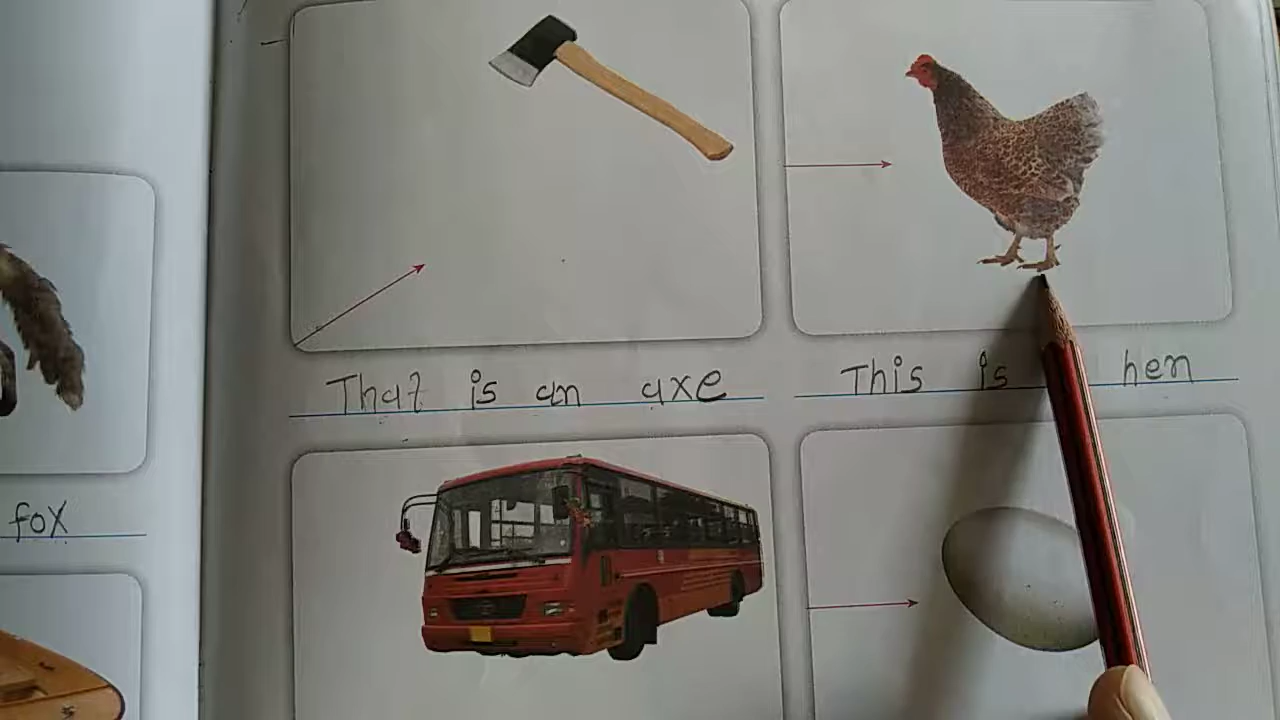 That is an axe
This is hen
fox